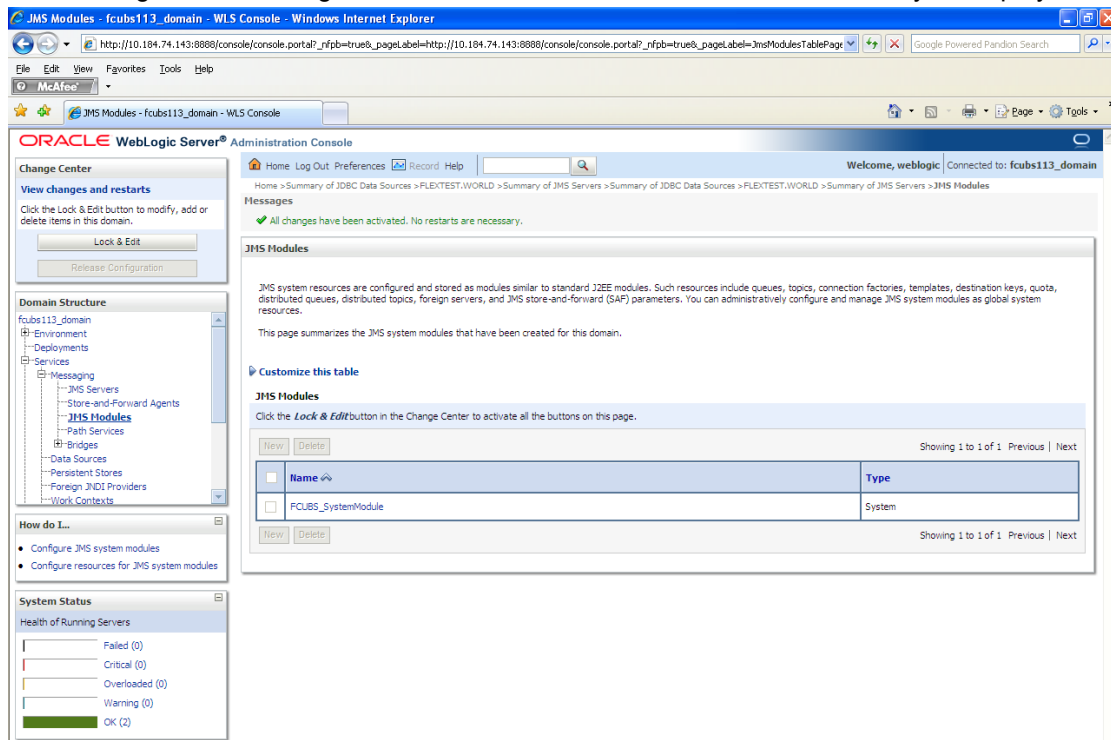 JMS Modules - fcubs113_domain - WLS Console - Windows Internet Explorer
http://10.184.74.143:8888/console/console.portal?_nfpb=true&_pageLabel=http://10.184.74.143:8888/console/console.portal?_nfpb=true&_pageLabel=JmsModulesTablePage
Google Powered Pandion Search
File Edit View Favorites Tools Help
McAfee
JMS Modules - fcubs113_domain - WLS Console
Page Tools
ORACLE WebLogic Server® Administration Console
Change Center
View changes and restarts
Click the Lock & Edit button to modify, add or
delete items in this domain.
Lock & Edit
Release Configuration
Domain Structure
fcubs113_domain
Environment
Deployments
Services
Messaging
JMS Servers
Store-and-Forward Agents
JMS Modules
Path Services
Bridges
Data Sources
Persistent Stores
Foreign JNDI Providers
Work Contexts
How do I...
Configure JMS system modules
Configure resources for JMS system modules
System Status
Health of Running Servers
Failed (0)
Critical (0)
Overloaded (0)
Warning (0)
OK (2)
Home Log Out Preferences Record Help
Welcome, weblogic Connected to: fcubs113_domain
Home >Summary of JDBC Data Sources >FLEXTEST.WORLD >Summary of JMS Servers >Summary of JDBC Data Sources >FLEXTEST.WORLD >Summary of JMS Servers >JMS Modules
Messages
All changes have been activated. No restarts are necessary.
JMS Modules
JMS system resources are configured and stored as modules similar to standard J2EE modules. Such resources include queues, topics, connection factories, templates, destination keys, quota,
distributed queues, distributed topics, foreign servers, and JMS store-and-forward (SAF) parameters. You can administratively configure and manage JMS system modules as global system
resources.
This page summarizes the JMS system modules that have been created for this domain.
Customize this table
JMS Modules
Click the Lock & Edit button in the Change Center to activate all the buttons on this page.
New Delete
Showing 1 to 1 of 1 Previous | Next
Name Type
FCUBS_SystemModule System
New Delete
Showing 1 to 1 of 1 Previous | Next